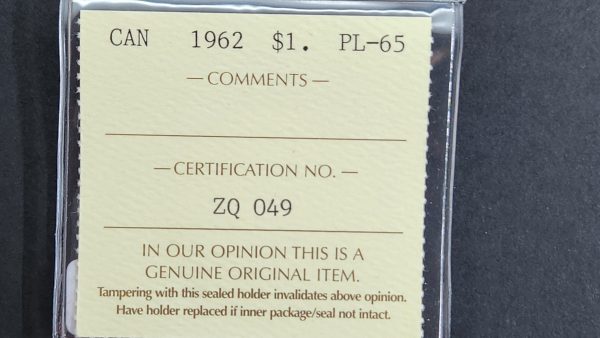 CAN 1962 $1. PL-65
— COMMENTS —
— CERTIFICATION NO. —
ZQ 049
IN OUR OPINION THIS IS A
GENUINE ORIGINAL ITEM.
Tampering with this sealed holder invalidates above opinion.
Have holder replaced if inner package/seal not intact.